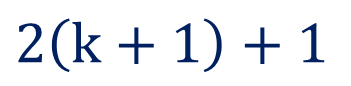 2(k + 1) + 1